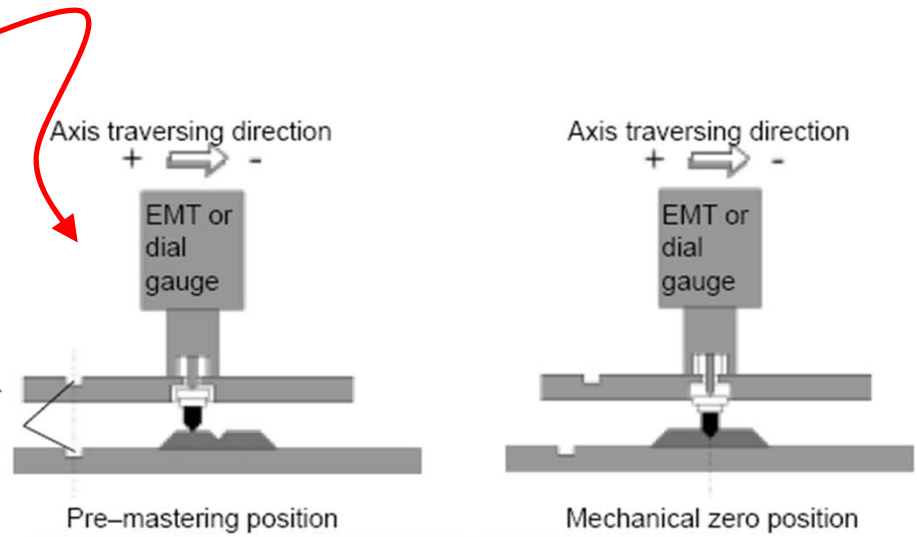 Axis traversing direction
+ -
EMT or
dial
gauge
Pre–mastering position
Axis traversing direction
+ -
EMT or
dial
gauge
Mechanical zero position